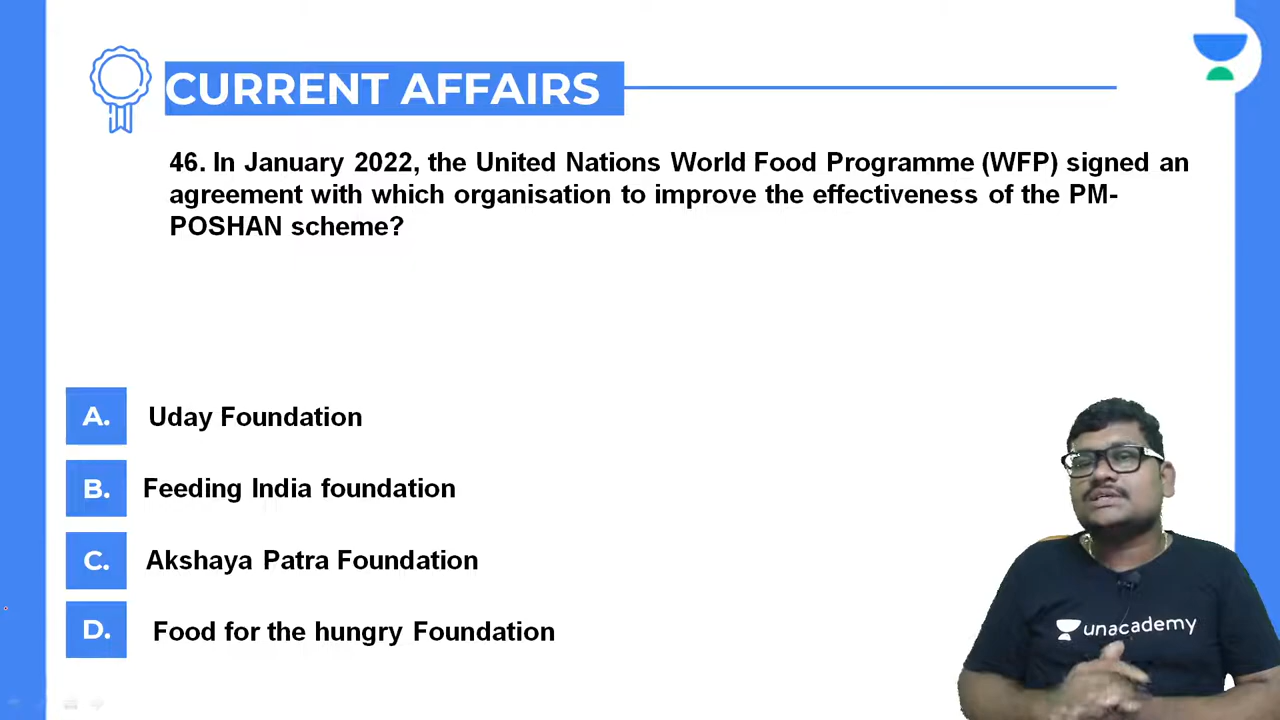 CURRENT AFFAIRS
46. In January 2022, the United Nations World Food Programme (WFP) signed an
agreement with which organisation to improve the effectiveness of the PM-
POSHAN scheme?
A. Uday Foundation
B. Feeding India foundation
C. Akshaya Patra Foundation
D. Food for the hungry Foundation
unacademy